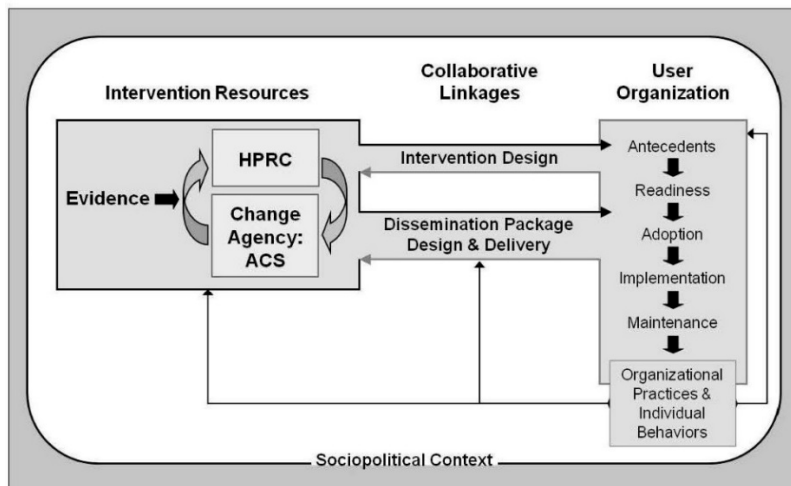 Intervention Resources
Collaborative
Linkages
User
Organization
Evidence
HPRC
Change
Agency:
ACS
Intervention Design
Dissemination Package
Design & Delivery
Antecedents
Readiness
Adoption
Implementation
Maintenance
Organizational
Practices &
Individual
Behaviors
Sociopolitical Context